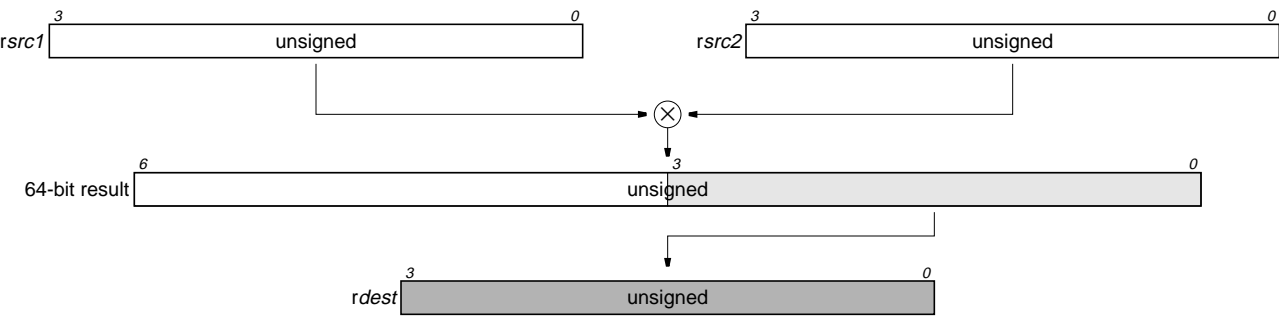 3 0 3 0
rsrc1 unsigned rsrc2 unsigned
6 3 0
64-bit result unsigned
3 0
rdest unsigned